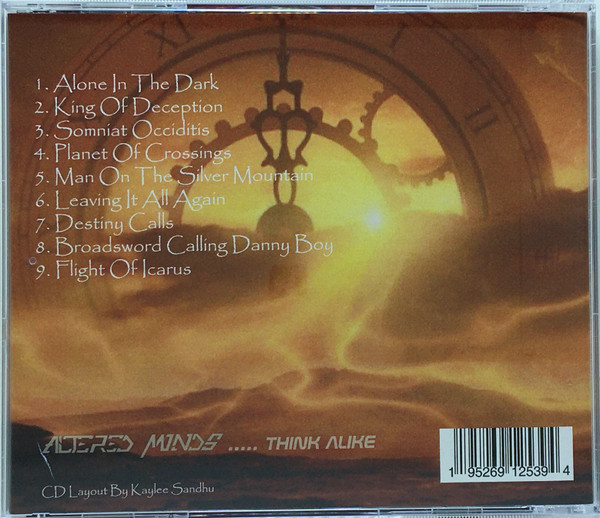 XI
I
II
1. Alone In The Dark
2. King Of Deception
3. Somniat Occiditis
4. Planet Of Crossings
5. Man On The Silver Mountain
6. Leaving It All Again
7. Destiny Calls
8. Broadsword Calling Danny Boy
9. Flight Of Icarus
ALTERED MINDS ..... THINK ALIKE
CD Layout By Kaylee Sandhu
1 95269 12539 4